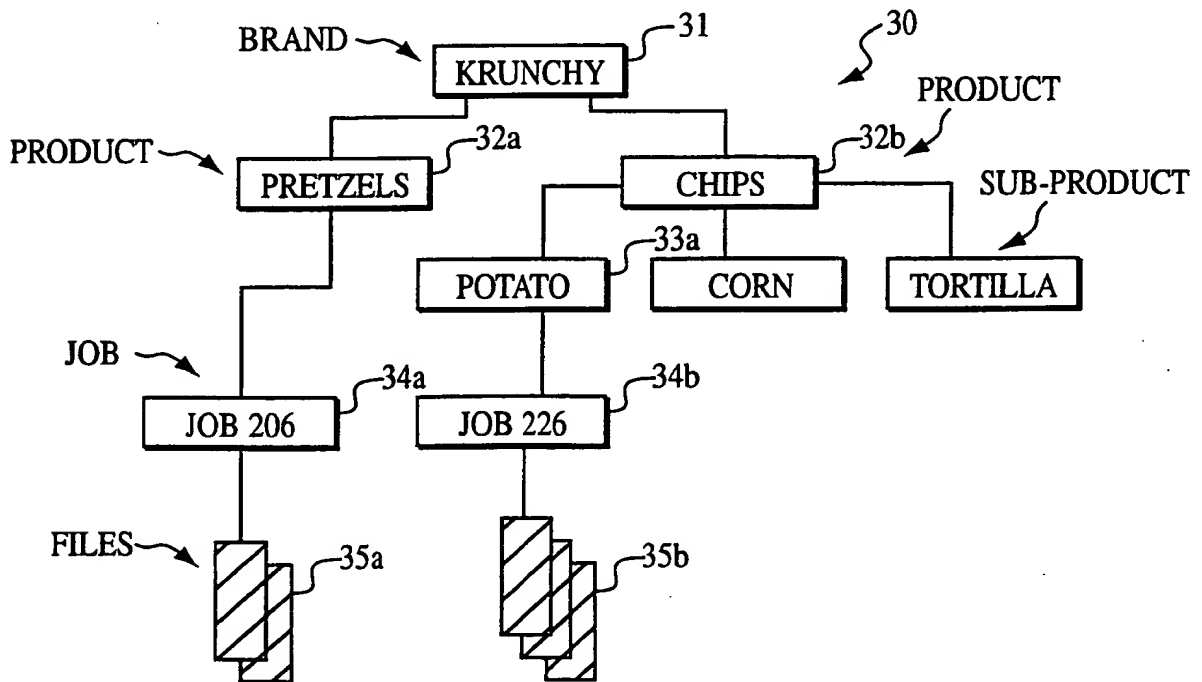 BRAND
31
30
KRUNCHY
PRODUCT
PRODUCT
32a
32b
PRETZELS
CHIPS
SUB-PRODUCT
33a
POTATO
CORN
TORTILLA
JOB
34a
34b
JOB 206
JOB 226
FILES
35a
35b